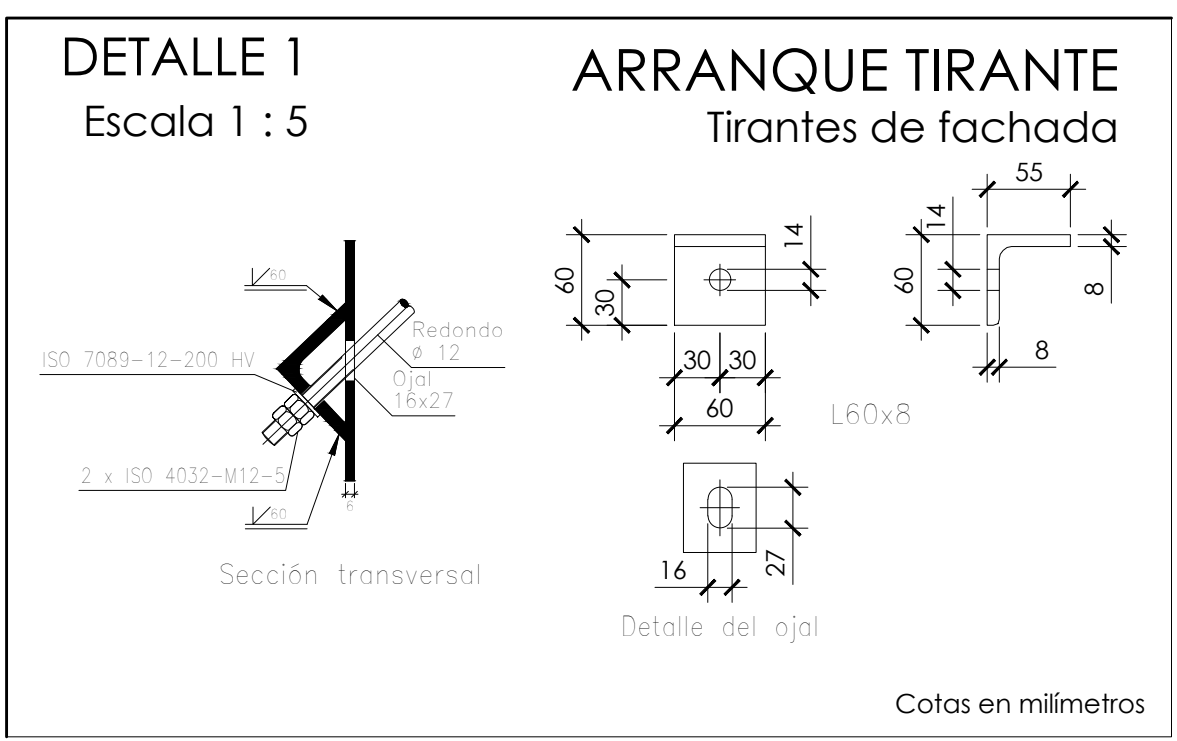 DETALLE 1
Escala 1 : 5
ARRANQUE TIRANTE
Tirantes de fachada
60
ISO 7089-12-200 HV
Redondo
ø 12
Ojal
16x27
2 x ISO 4032-M12-5
60
6
Sección transversal
60
30
14
30
30
60
L60x8
55
14
60
8
8
16
27
Detalle del ojal
Cotas en milímetros